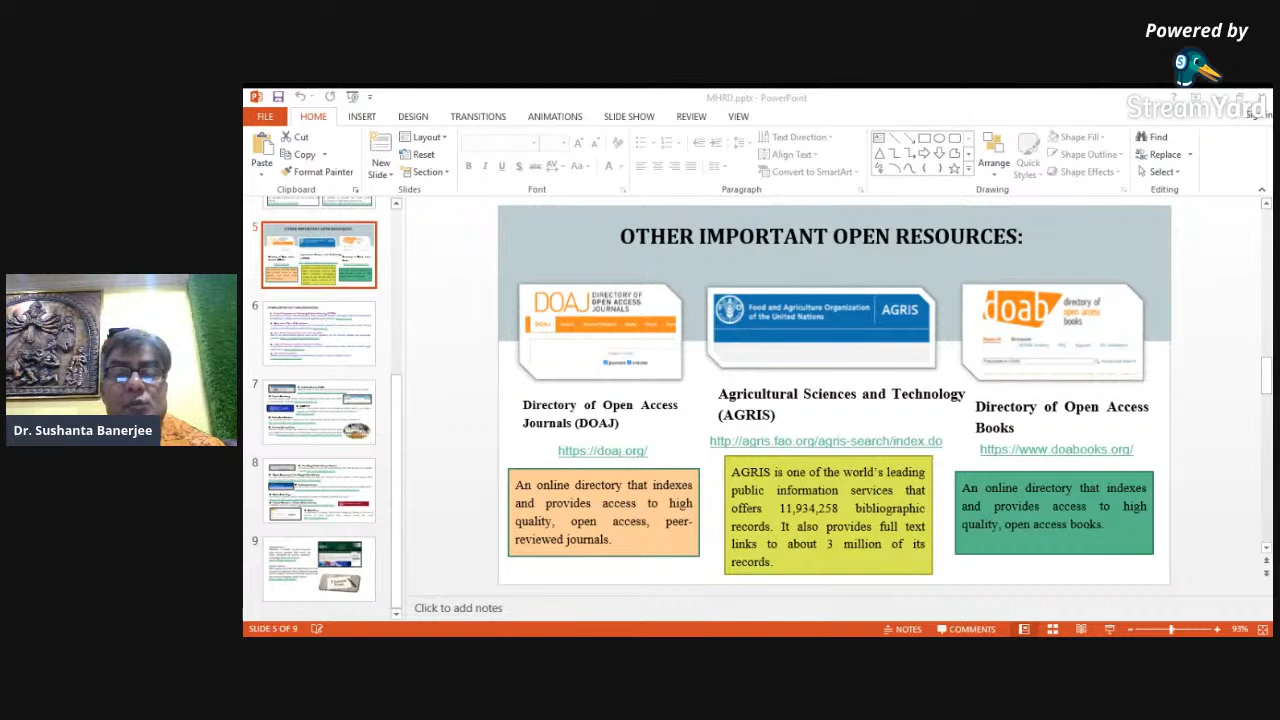 Powered by
StreamYard
MHRD.pptx - PowerPoint
FILE
HOME
INSERT
DESIGN
TRANSITIONS
ANIMATIONS
SLIDE SHOW
REVIEW
VIEW
Paste
Cut
Copy
Format Painter
Clipboard
New
Slide
Layout
Reset
Section
Slides
B I U S abc AV Aa A
Font
Text Direction
Align Text
Convert to SmartArt
Paragraph
Arrange
Quick
Styles
Shape Fill
Shape Outline
Shape Effects
Drawing
Find
Replace
Select
Editing
5
6
7
8
9
OTHER IMPORTANT OPEN RESOURCES:
DOAJ DIRECTORY OF
OPEN ACCESS
JOURNALS
Food and Agriculture Organization
of the United Nations
AGRIS
doab directory of
open access
books
Directory of Open Access
Journals (DOAJ)
https://doaj.org/
An online directory that indexes
and provides access to high
quality, open access, peer-
reviewed journals.
Agricultural Sciences and Technology
(AGRIS)
http://agris.fao.org/agris-search/index.do
is one of the world's leading
information services that
934,258 bibliographic
records. It also provides full text
links to about 3 million of its
records.
Directory of Open Access
Books
https://www.doabooks.org/
An online directory that indexes
and provides access to high
quality, open access books.
Dr. Sushanta Banerjee
Click to add notes
SLIDE 5 OF 9
NOTES
COMMENTS
93%